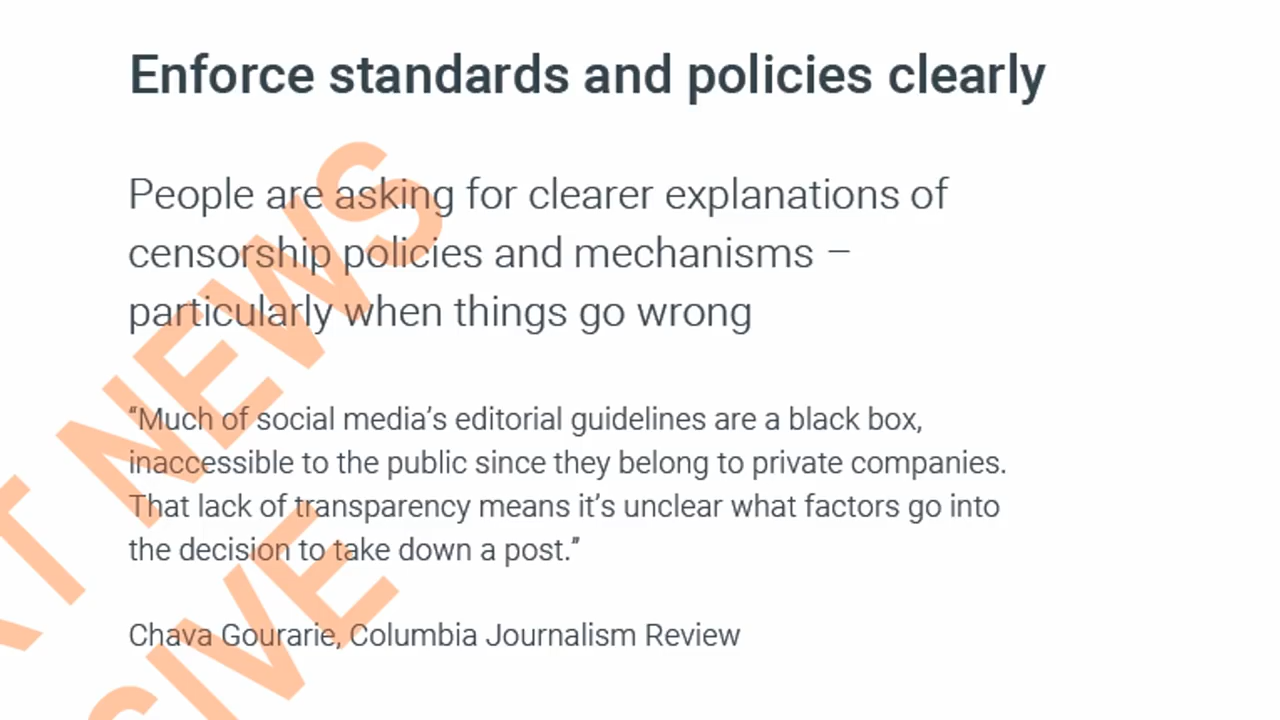 Enforce standards and policies clearly
People are asking for clearer explanations of
censorship policies and mechanisms –
particularly when things go wrong
“Much of social media’s editorial guidelines are a black box,
inaccessible to the public since they belong to private companies.
That lack of transparency means it’s unclear what factors go into
the decision to take down a post.”
Chava Gourarie, Columbia Journalism Review
NEWS